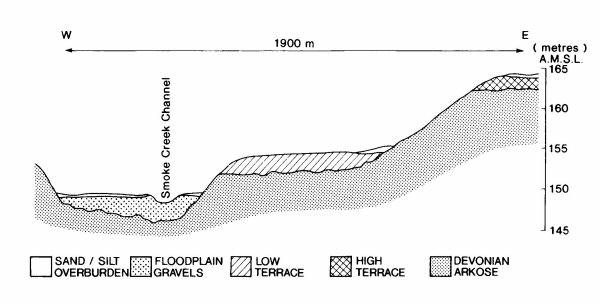 W E
1900 m
( metres )
A.M.S.L.
165
160
155
150
145
Smoke Creek Channel
SAND / SILT
OVERBURDEN
FLOODPLAIN
GRAVELS
LOW
TERRACE
HIGH
TERRACE
DEVONIAN
ARKOSE